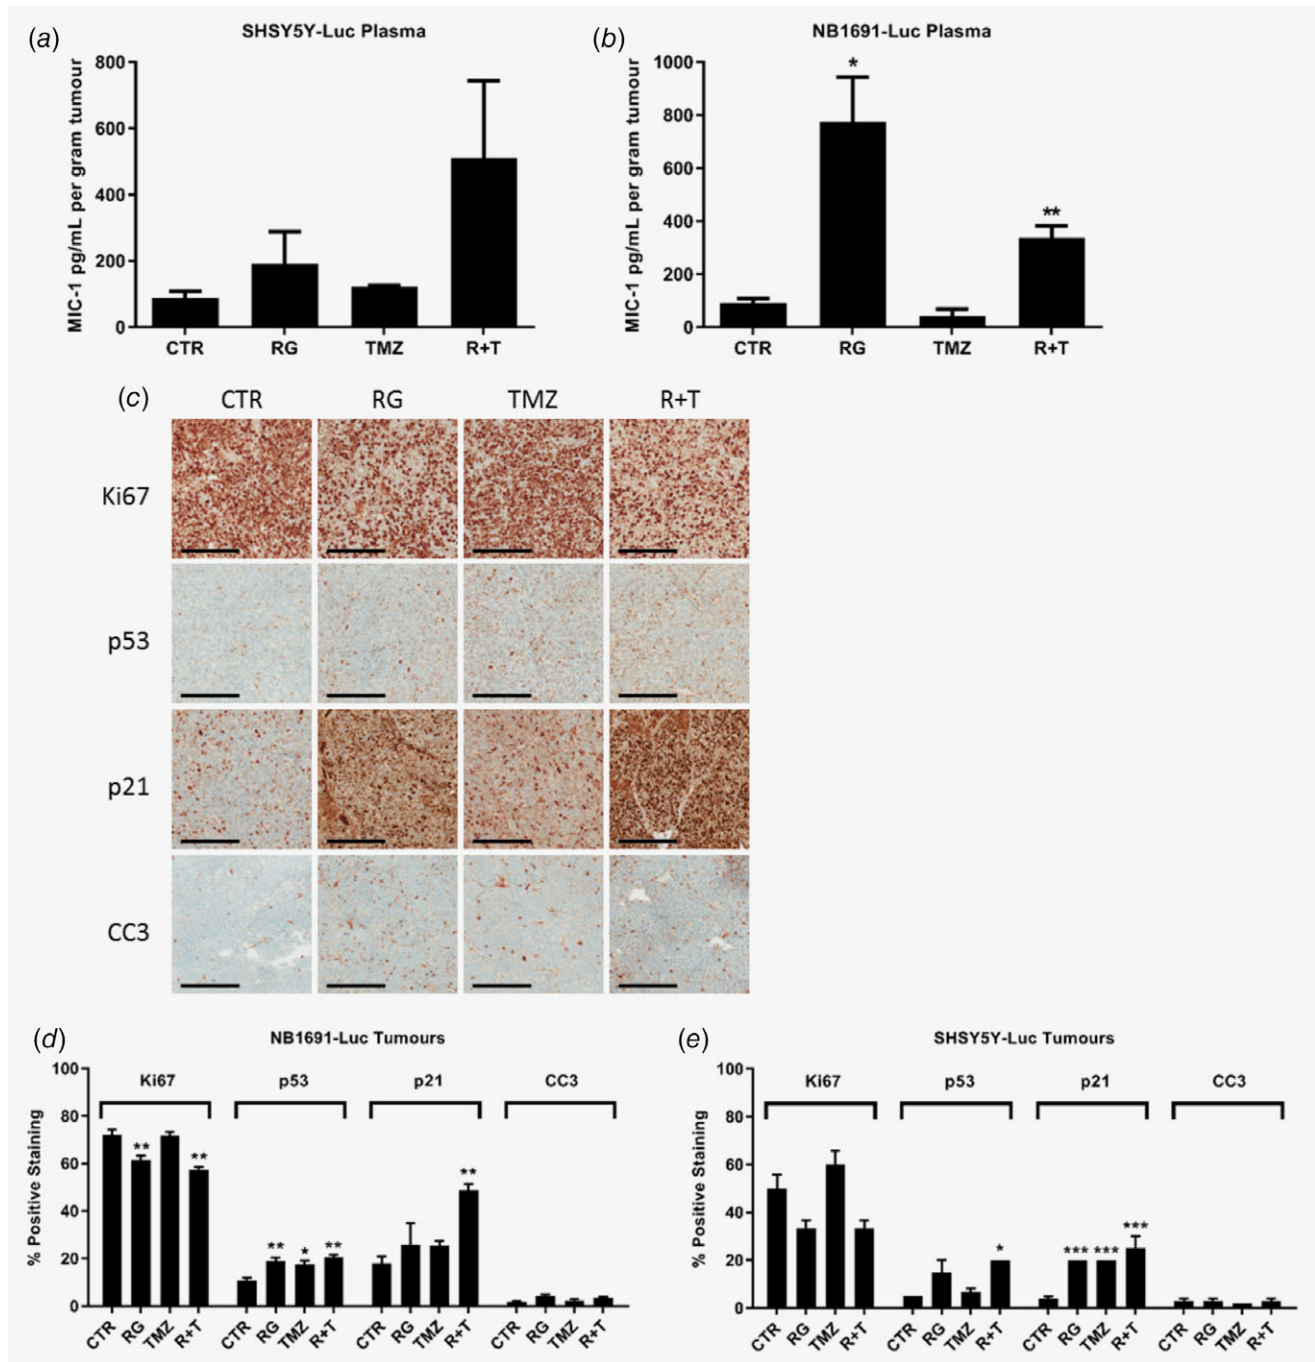 (a)
SHSY5Y-Luc Plasma
MIC-1 pg/mL per gram tumour
800
600
400
200
0
CTR RG TMZ R+T
(b)
NB1691-Luc Plasma
MIC-1 pg/mL per gram tumour
1000
800
600
400
200
0
* **
CTR RG TMZ R+T
(c)
CTR RG TMZ R+T
Ki67
p53
p21
CC3
(d)
NB1691-Luc Tumours
% Positive Staining
100
80
60
40
20
0
Ki67 p53 p21 CC3
** ** ** * ** **
CTR RG TMZ R+T CTR RG TMZ R+T CTR RG TMZ R+T CTR RG TMZ R+T
(e)
SHSY5Y-Luc Tumours
% Positive Staining
100
80
60
40
20
0
Ki67 p53 p21 CC3
* *** *** ***
CTR RG TMZ R+T CTR RG TMZ R+T CTR RG TMZ R+T CTR RG TMZ R+T